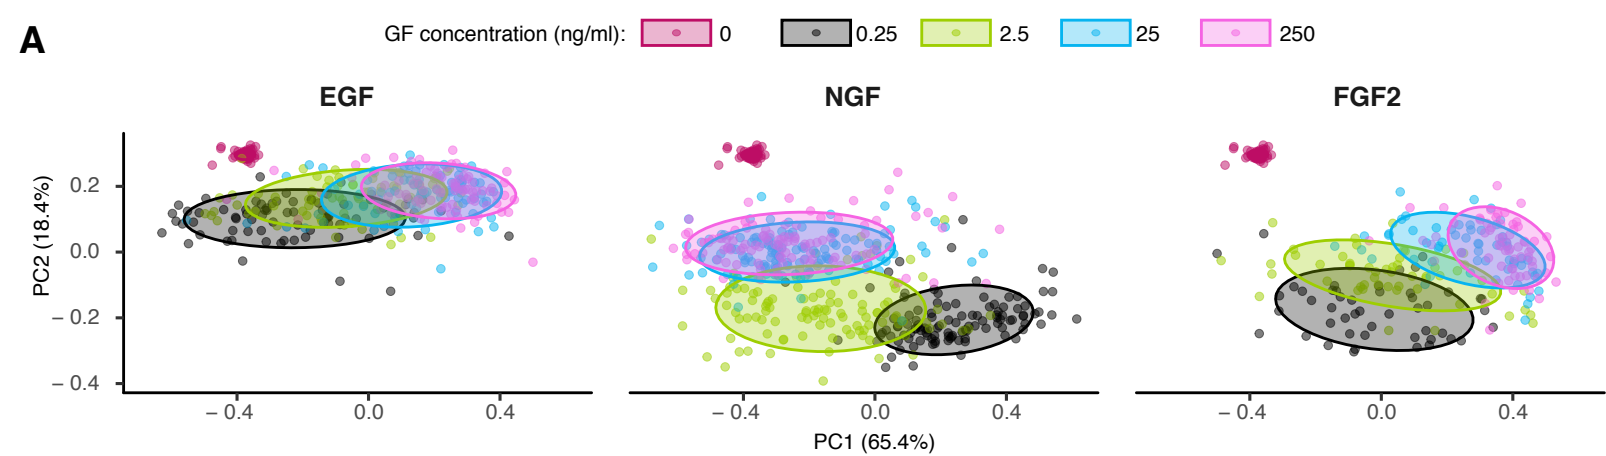 A
GF concentration (ng/ml): 0 0.25 2.5 25 250
EGF NGF FGF2
PC2 (18.4%)
0.2
0.0
− 0.2
− 0.4
− 0.4 0.0 0.4 − 0.4 0.0 0.4 − 0.4 0.0 0.4
PC1 (65.4%)